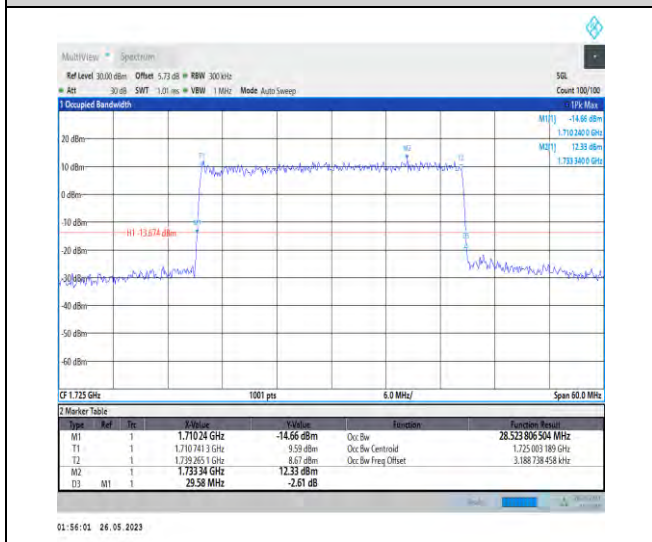 MultiView Spectrum
Ref Level 30.00 dBm Offset 5.73 dB RBW 300 kHz SGL
Att 30 dB SWT 1.01 ms VBW 1 MHz Mode Auto Sweep Count 100/100
1 Occupied Bandwidth 1Pk Max
M1[1] -14.66 dBm
1.710 240 0 GHz
M2[1] 12.33 dBm
1.733 340 0 GHz
20 dBm
T1 M2 T2
10 dBm
0 dBm
-10 dBm
M1
H1 -13.674 dBm
D3
-20 dBm
-30 dBm
-40 dBm
-50 dBm
-60 dBm
CF 1.725 GHz 1001 pts 6.0 MHz/ Span 60.0 MHz
2 Marker Table
Type Ref Trc X-Value Y-Value Function Function Result
M1 1 1.71024 GHz -14.66 dBm Occ Bw 28.523 806 504 MHz
T1 1 1.710 741 3 GHz 9.59 dBm Occ Bw Centroid 1.725 003 189 GHz
T2 1 1.739 265 1 GHz 8.67 dBm Occ Bw Freq Offset 3.188 738 458 kHz
M2 1 1.73334 GHz 12.33 dBm
D3 M1 1 29.58 MHz -2.61 dB
01:56:01 26.05.2023